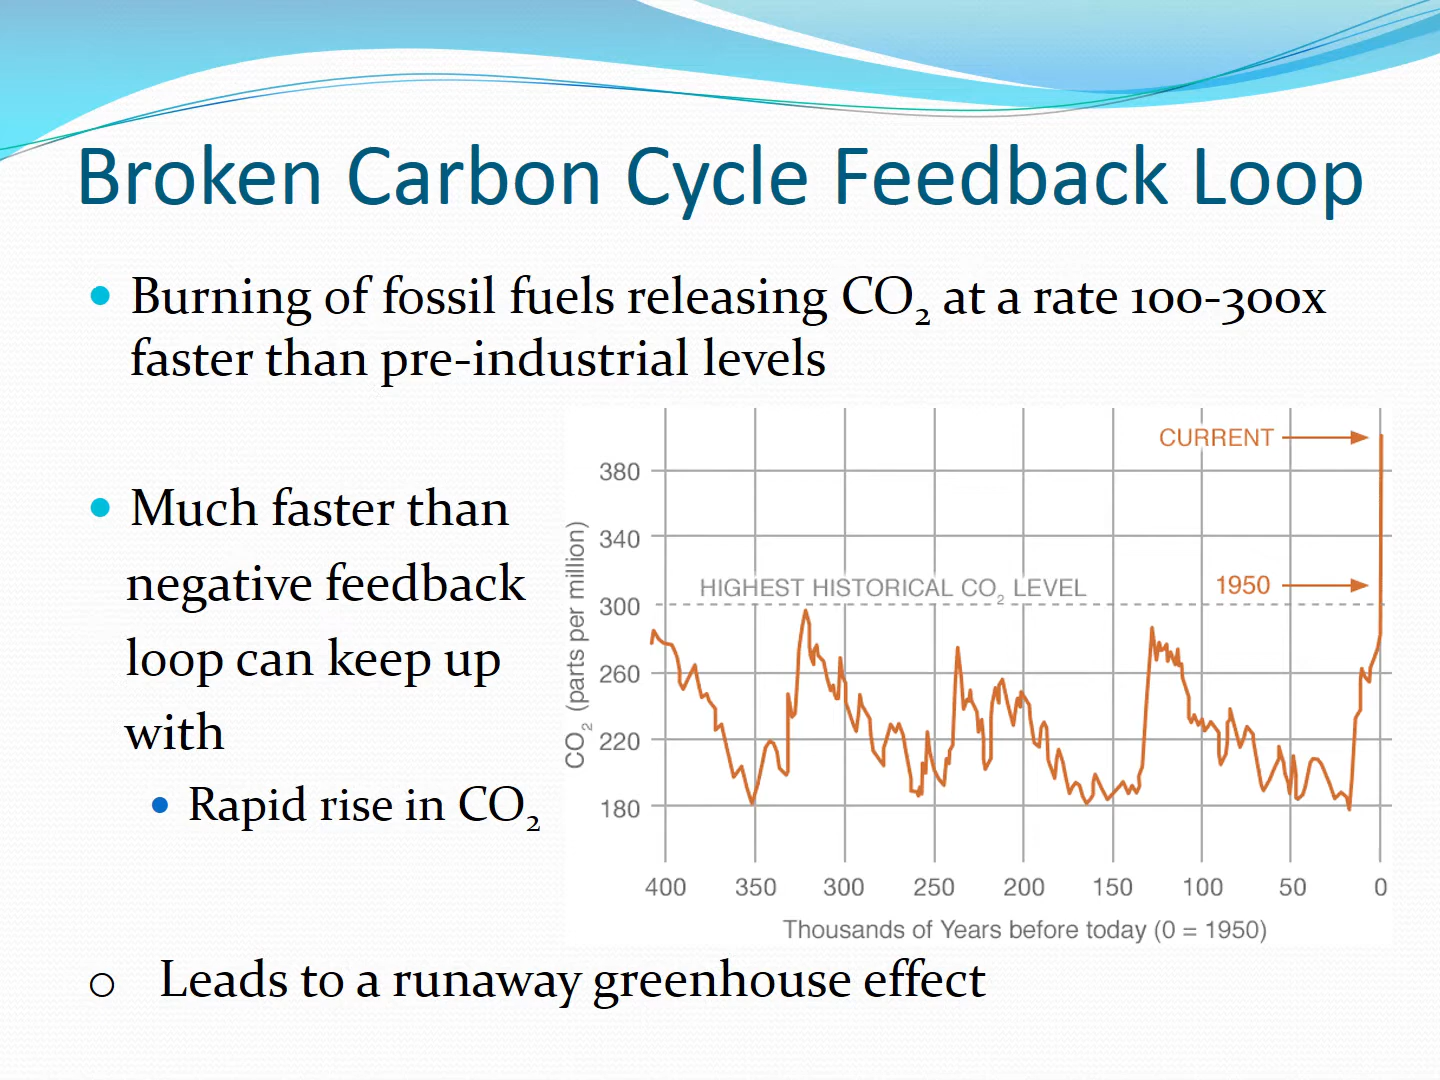 Broken Carbon Cycle Feedback Loop
• Burning of fossil fuels releasing CO₂ at a rate 100-300x
faster than pre-industrial levels
• Much faster than
negative feedback
loop can keep up
with
• Rapid rise in CO₂
CO₂ (parts per million)
380
340
300
260
220
180
CURRENT
HIGHEST HISTORICAL CO₂ LEVEL
1950
400 350 300 250 200 150 100 50 0
Thousands of Years before today (0 = 1950)
o Leads to a runaway greenhouse effect